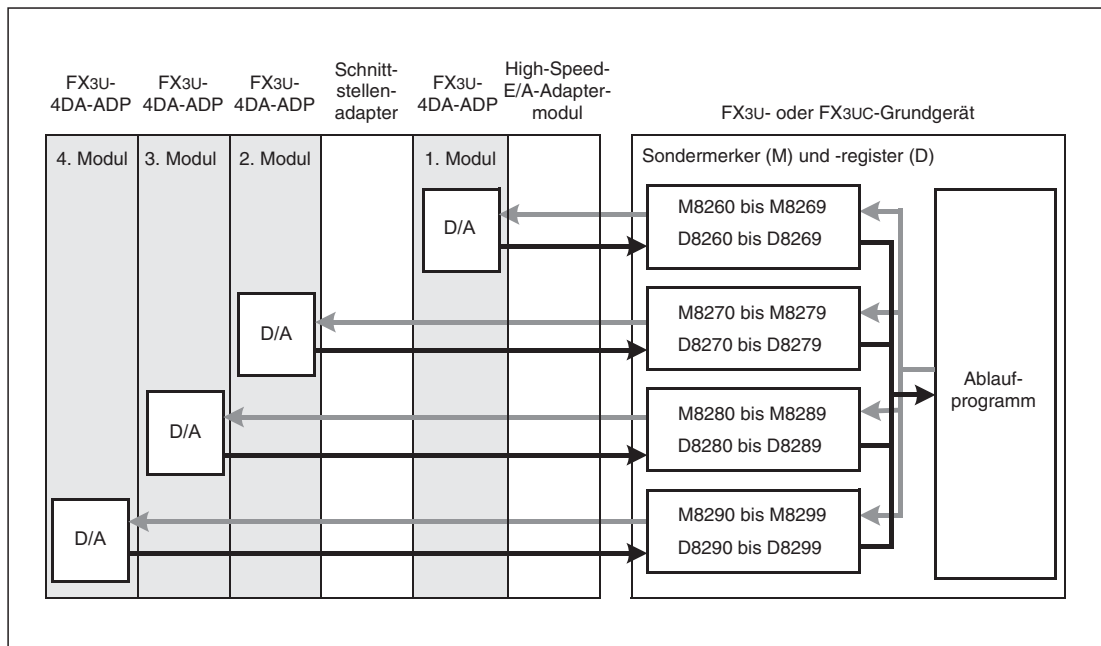 FX3U-
4DA-ADP
FX3U-
4DA-ADP
FX3U-
4DA-ADP
Schnitt-
stellen-
adapter
FX3U-
4DA-ADP
High-Speed-
E/A-Adapter-
modul
FX3U- oder FX3UC-Grundgerät
4. Modul
3. Modul
2. Modul
1. Modul
Sondermerker (M) und -register (D)
D/A
M8260 bis M8269
D8260 bis D8269
D/A
M8270 bis M8279
D8270 bis D8279
D/A
M8280 bis M8289
D8280 bis D8289
D/A
M8290 bis M8299
D8290 bis D8299
Ablauf-
programm